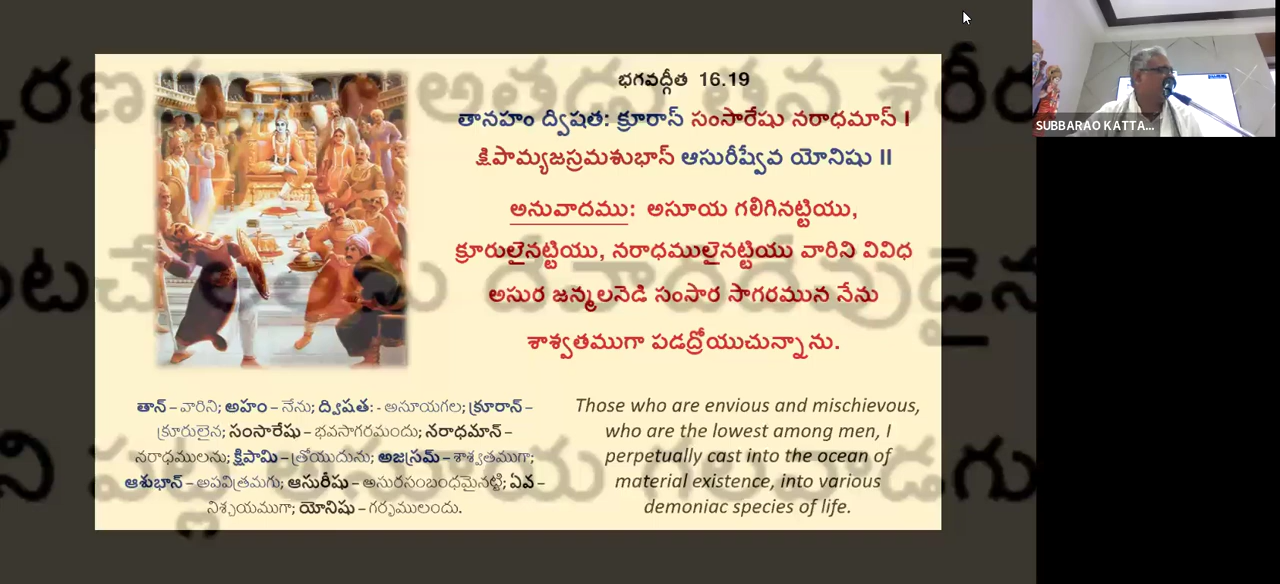 భగవద్గీత 16.19
తానహం ద్విషత: క్రూరాన్ సంసారేషు నరాధమాన్ ।
క్షిపామ్యజస్రమశుభాన్ ఆసురీష్వేవ యోనిషు ॥
అనువాదము: అసూయ గలిగినట్టియు,
క్రూరులైనట్టియు, నరాధములైనట్టియు వారిని వివిధ
అసుర జన్మలనెడి సంసార సాగరమున నేను
శాశ్వతముగా పడద్రోయుచున్నాను.
తాన్ – వారిని; అహం – నేను; ద్విషత: - అసూయగల; క్రూరాన్ –
క్రూరులైన; సంసారేషు – భవసాగరమందు; నరాధమాన్ –
నరాధములను; క్షిపామి – త్రోయుదును; అజస్రమ్ – శాశ్వతముగా;
ఆశుభాన్ – అపవిత్రమగు; ఆసురీషు – అసురసంబంధమైనట్టి; ఏవ –
నిశ్చయముగా; యోనిషు – గర్భములందు.
Those who are envious and mischievous,
who are the lowest among men, I
perpetually cast into the ocean of
material existence, into various
demoniac species of life.
SUBBARAO KATTA...